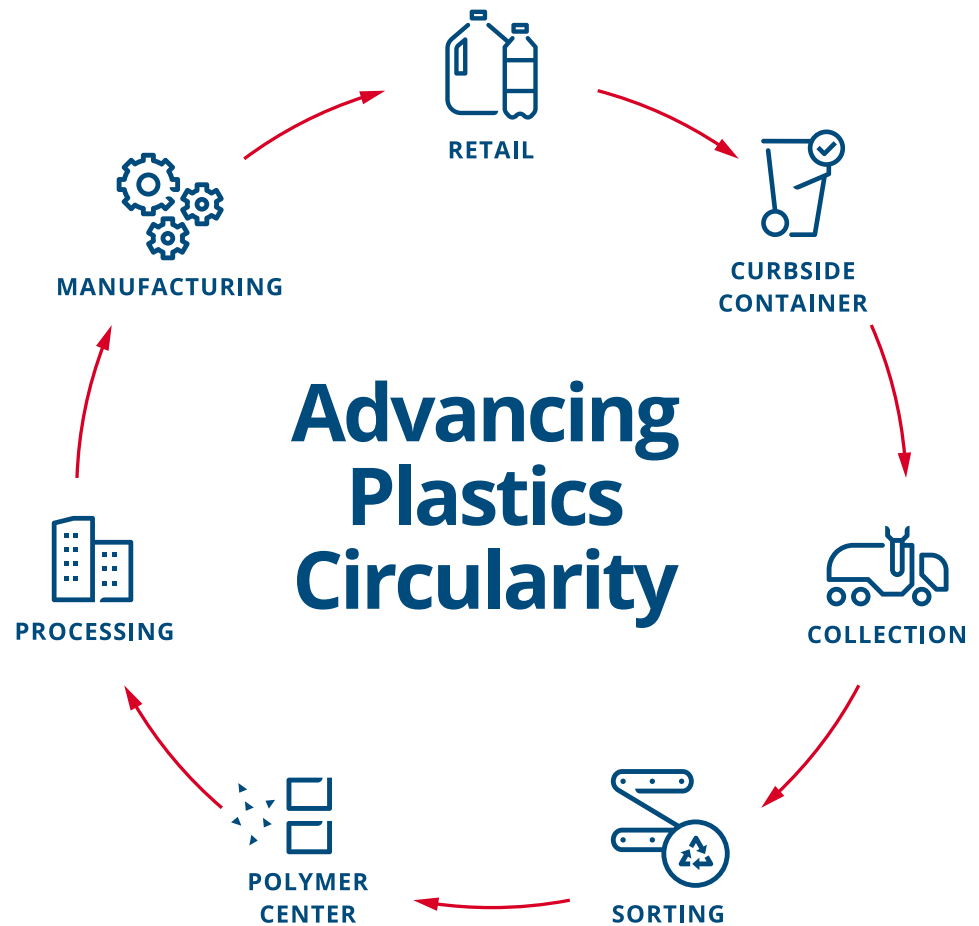 RETAIL
CURBSIDE
CONTAINER
COLLECTION
SORTING
POLYMER
CENTER
PROCESSING
MANUFACTURING
Advancing
Plastics
Circularity